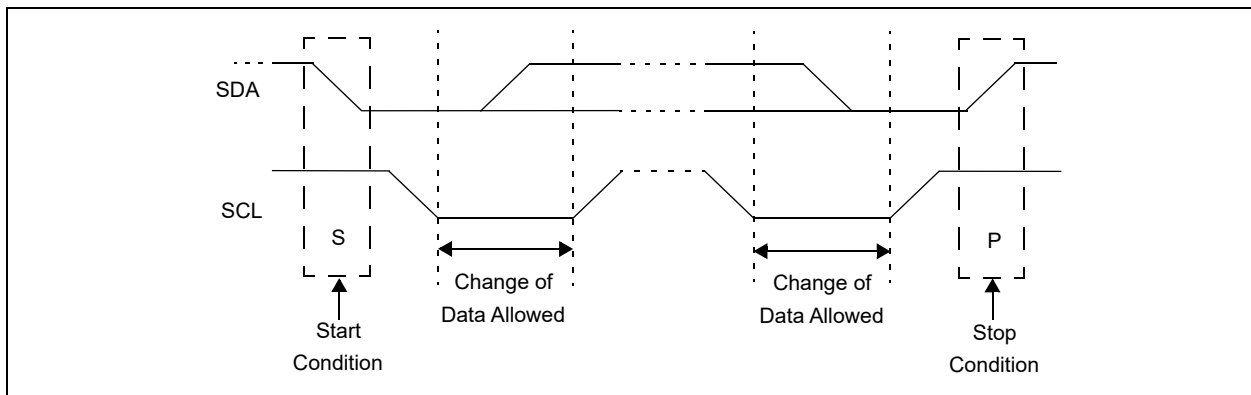 SDA
SCL
S
P
Change of
Data Allowed
Change of
Data Allowed
Start
Condition
Stop
Condition